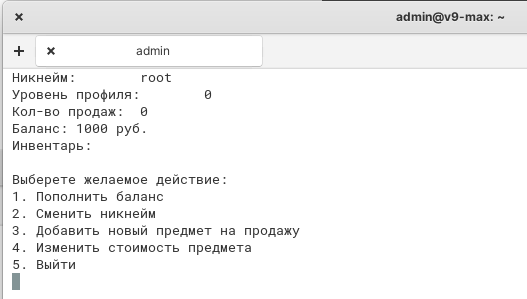 admin@v9-max: ~
admin
Никнейм: root
Уровень профиля: 0
Кол-во продаж: 0
Баланс: 1000 руб.
Инвентарь:
Выберете желаемое действие:
1. Пополнить баланс
2. Сменить никнейм
3. Добавить новый предмет на продажу
4. Изменить стоимость предмета
5. Выйти